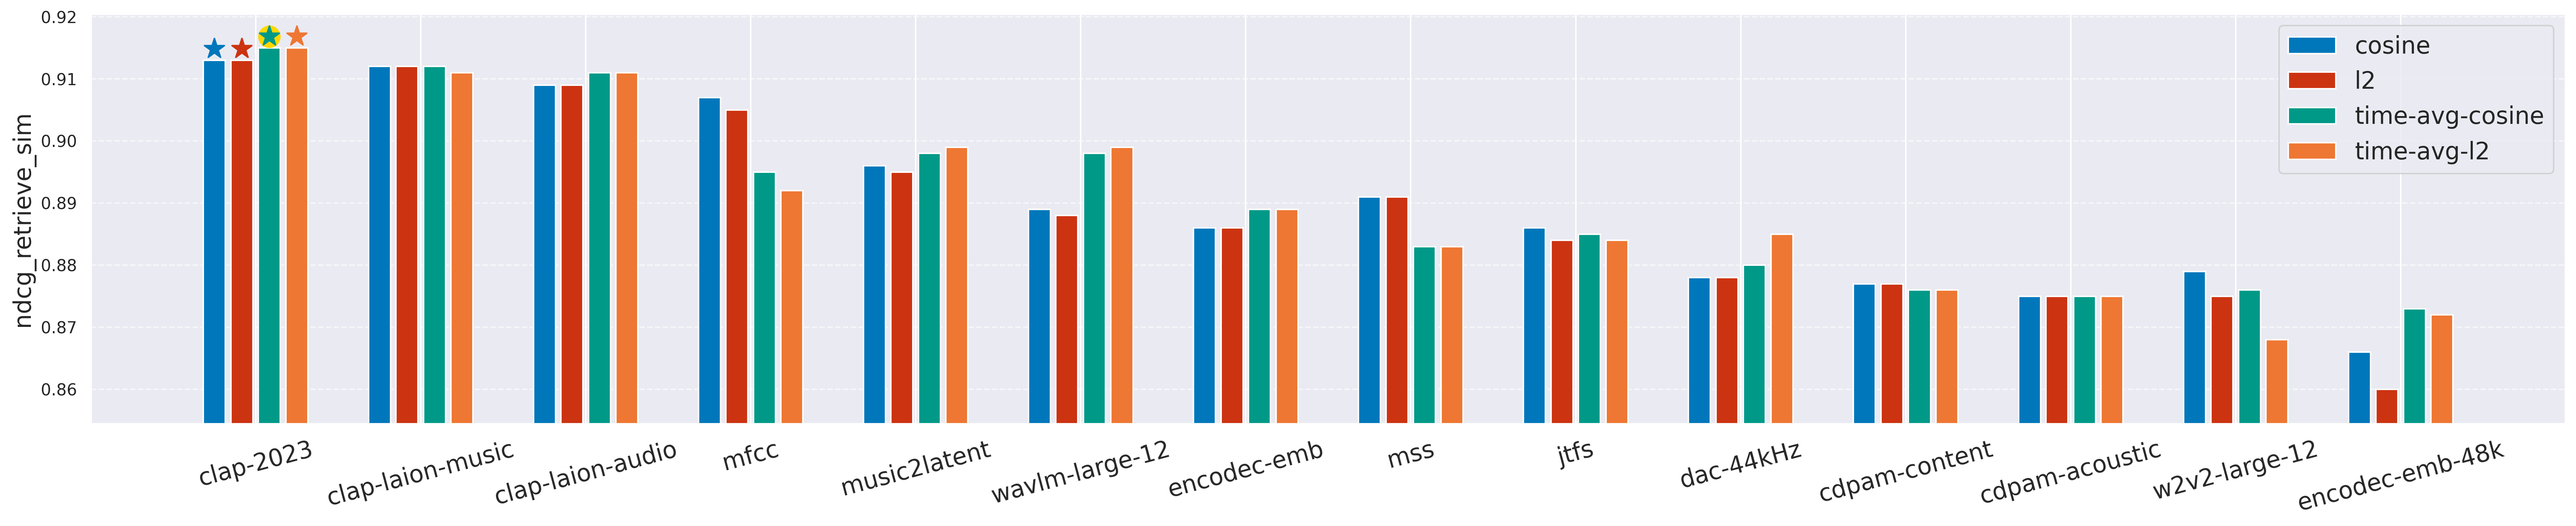 ndcg_retrieve_sim
0.92
0.91
0.90
0.89
0.88
0.87
0.86
cosine
l2
time-avg-cosine
time-avg-l2
clap-2023
clap-laion-music
clap-laion-audio
mfcc
music2latent
wavlm-large-12
encodec-emb
mss
jtfs
dac-44kHz
cdpam-content
cdpam-acoustic
w2v2-large-12
encodec-emb-48k